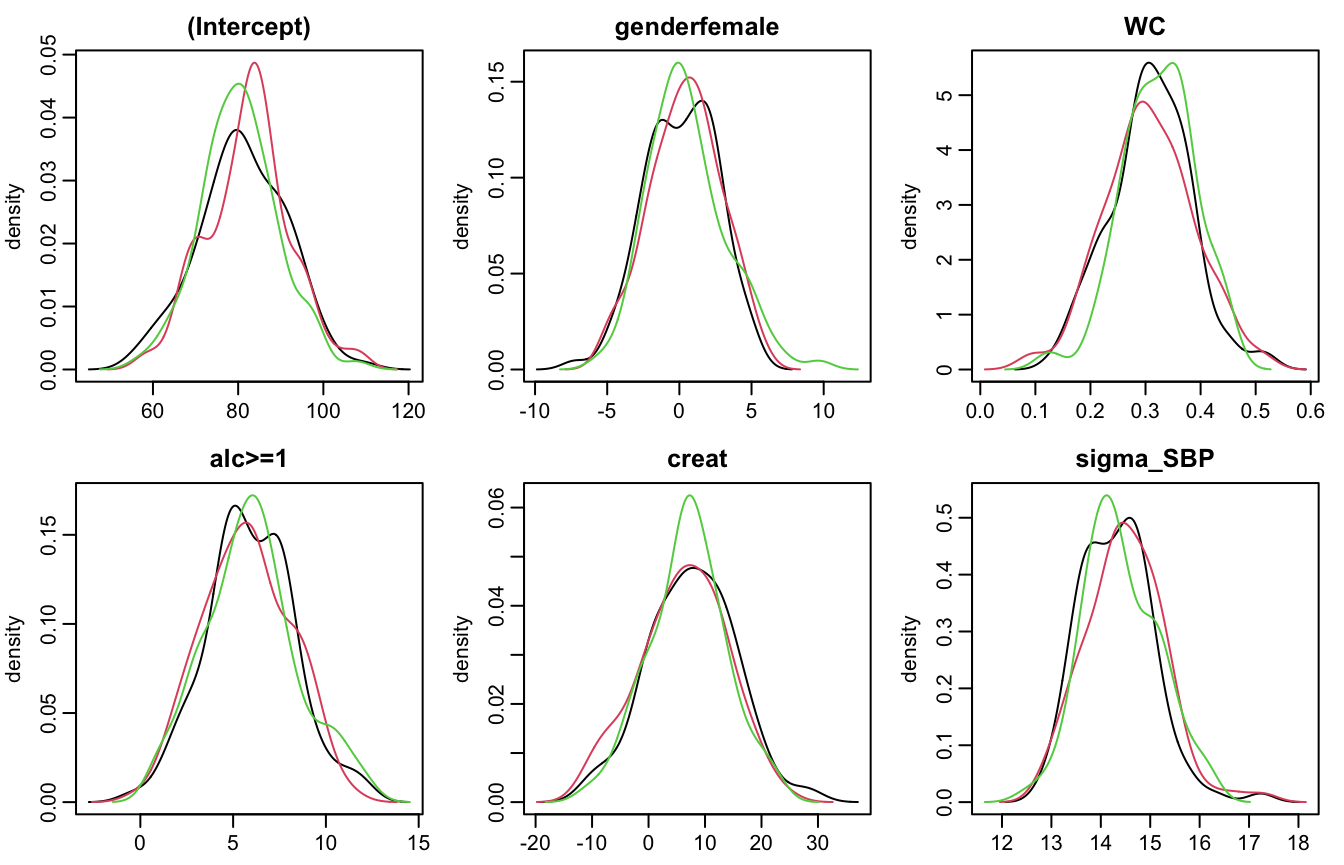 (Intercept)
density
0.00 0.01 0.02 0.03 0.04 0.05
60 80 100 120
genderfemale
density
0.00 0.05 0.10 0.15
-10 -5 0 5 10
WC
density
0 1 2 3 4 5
0.0 0.1 0.2 0.3 0.4 0.5 0.6
alc>=1
density
0.00 0.05 0.10 0.15
0 5 10 15
creat
density
0.00 0.02 0.04 0.06
-20 -10 0 10 20 30
sigma_SBP
density
0.0 0.1 0.2 0.3 0.4 0.5
12 13 14 15 16 17 18